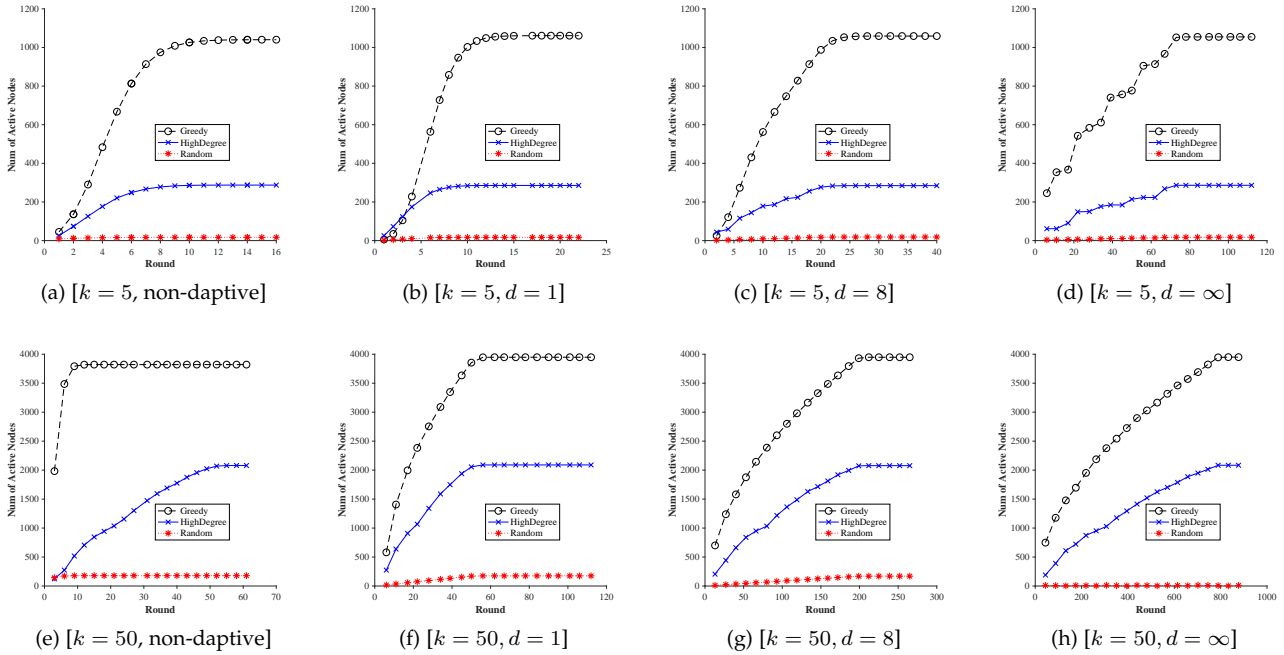 1200
1000
800
600
400
200
0
Num of Active Nodes
Greedy
HighDegree
Random
0 2 4 6 8 10 12 14 16
Round
(a) [k = 5, non-daptive]
1200
1000
800
600
400
200
0
Num of Active Nodes
Greedy
HighDegree
Random
0 5 10 15 20 25
Round
(b) [k = 5, d = 1]
1200
1000
800
600
400
200
0
Num of Active Nodes
Greedy
HighDegree
Random
0 5 10 15 20 25 30 35 40
Round
(c) [k = 5, d = 8]
1200
1000
800
600
400
200
0
Num of Active Nodes
Greedy
HighDegree
Random
0 20 40 60 80 100 120
Round
(d) [k = 5, d = ∞]
4000
3500
3000
2500
2000
1500
1000
500
0
Num of Active Nodes
Greedy
HighDegree
Random
0 10 20 30 40 50 60 70
Round
(e) [k = 50, non-daptive]
4000
3500
3000
2500
2000
1500
1000
500
0
Num of Active Nodes
Greedy
HighDegree
Random
0 20 40 60 80 100 120
Round
(f) [k = 50, d = 1]
4000
3500
3000
2500
2000
1500
1000
500
0
Num of Active Nodes
Greedy
HighDegree
Random
0 50 100 150 200 250 300
Round
(g) [k = 50, d = 8]
4000
3500
3000
2500
2000
1500
1000
500
0
Num of Active Nodes
Greedy
HighDegree
Random
0 200 400 600 800 1000
Round
(h) [k = 50, d = ∞]